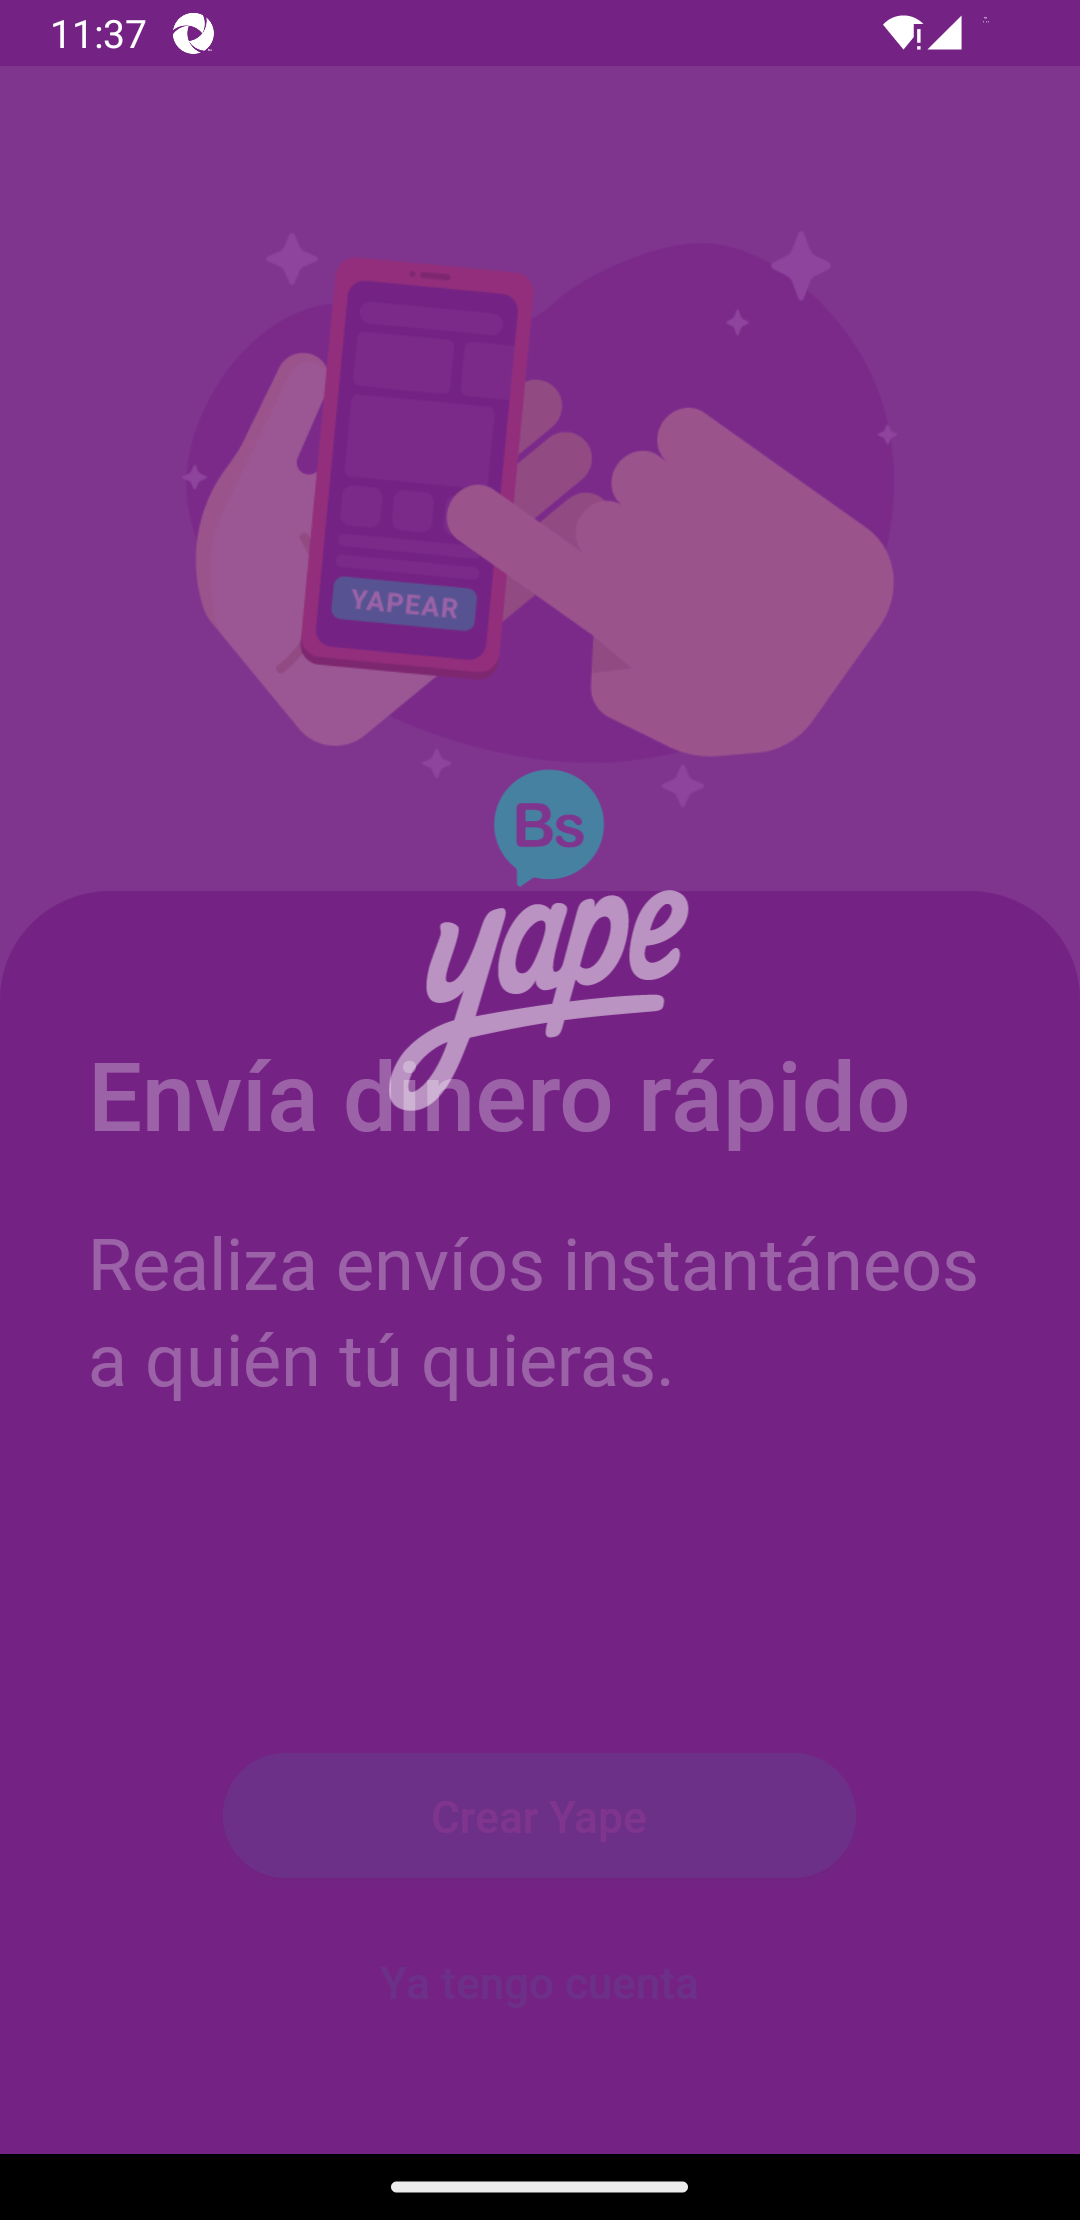 11:37
YAPEAR
Bs
yape
Envía dinero rápido
Realiza envíos instantáneos
a quién tú quieras.
Crear Yape
Ya tengo cuenta